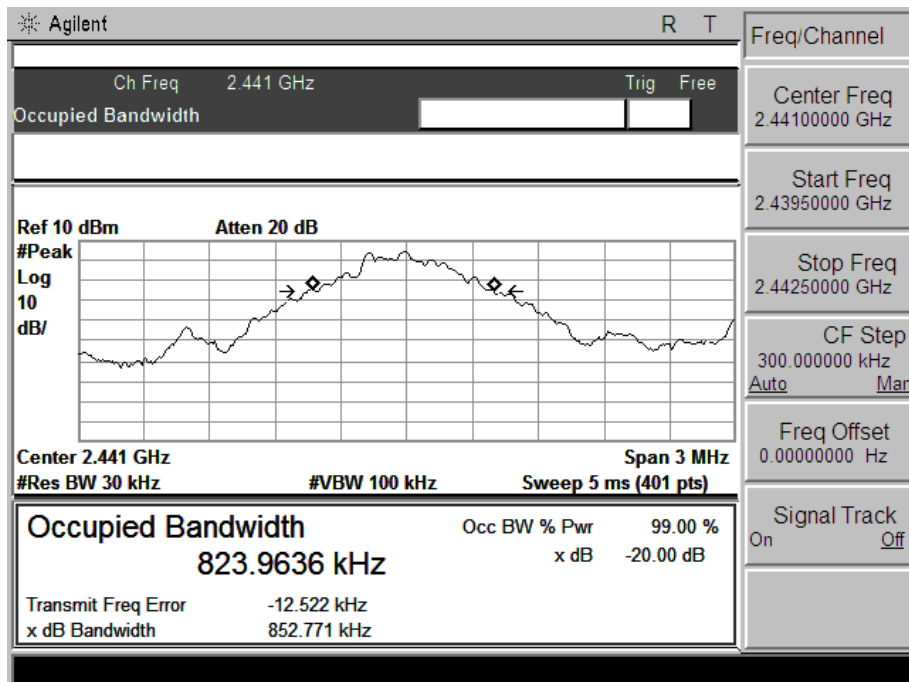 Agilent R T
Ch Freq 2.441 GHz Trig Free
Occupied Bandwidth
Ref 10 dBm Atten 20 dB
#Peak
Log
10
dB/
Center 2.441 GHz Span 3 MHz
#Res BW 30 kHz #VBW 100 kHz Sweep 5 ms (401 pts)
Occupied Bandwidth
823.9636 kHz
Occ BW % Pwr 99.00 %
x dB -20.00 dB
Transmit Freq Error -12.522 kHz
x dB Bandwidth 852.771 kHz
Freq/Channel
Center Freq
2.44100000 GHz
Start Freq
2.43950000 GHz
Stop Freq
2.44250000 GHz
CF Step
300.000000 kHz
Auto Man
Freq Offset
0.00000000 Hz
Signal Track
On Off